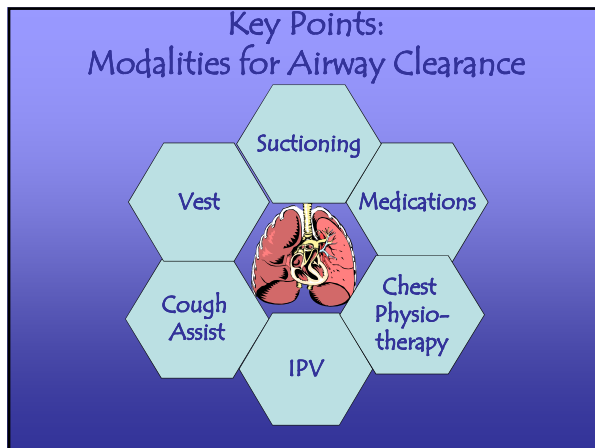 Key Points:
Modalities for Airway Clearance
Suctioning
Medications
Chest
Physio-
therapy
IPV
Cough
Assist
Vest